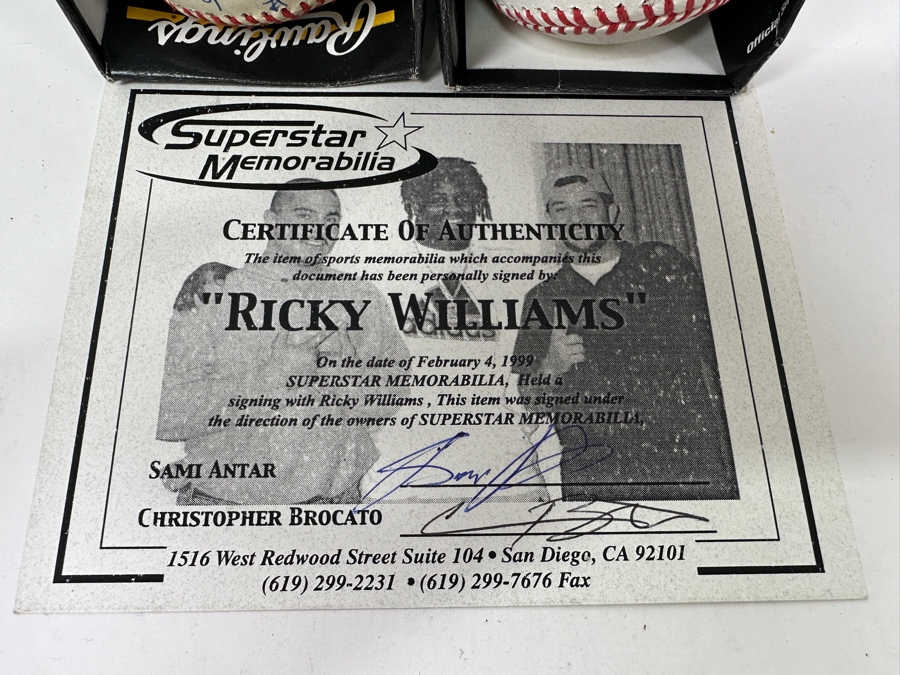 Rawlings
Official
Superstar
Memorabilia
CERTIFICATE OF AUTHENTICITY
The item of sports memorabilia which accompanies this
document has been personally signed by:
"RICKY WILLIAMS"
adidas
On the date of February 4, 1999
SUPERSTAR MEMORABILIA, Held a
signing with Ricky Williams , This item was signed under
the direction of the owners of SUPERSTAR MEMORABILIA,
SAMI ANTAR
CHRISTOPHER BROCATO
1516 West Redwood Street Suite 104 • San Diego, CA 92101
(619) 299-2231 • (619) 299-7676 Fax